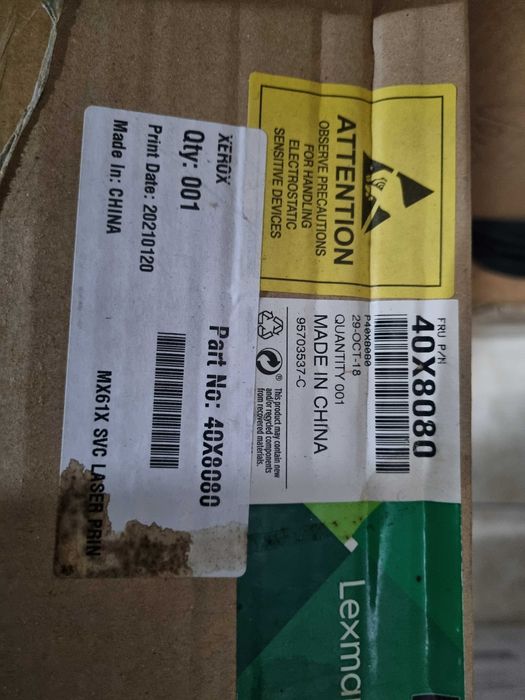 ATTENTION
OBSERVE PRECAUTIONS
FOR HANDLING
ELECTROSTATIC
SENSITIVE DEVICES
FRU P/N
40X8080
P40X8080
29-OCT-18
QUANTITY 001
MADE IN CHINA
95703537-C
® This product may contain new
and/or recycled components
from recovered materials.
Lexma
XEROX
Qty: 001
Print Date: 20210120
Made In: CHINA
Part No: 40X8080
MX61X SVC LASER PRIN